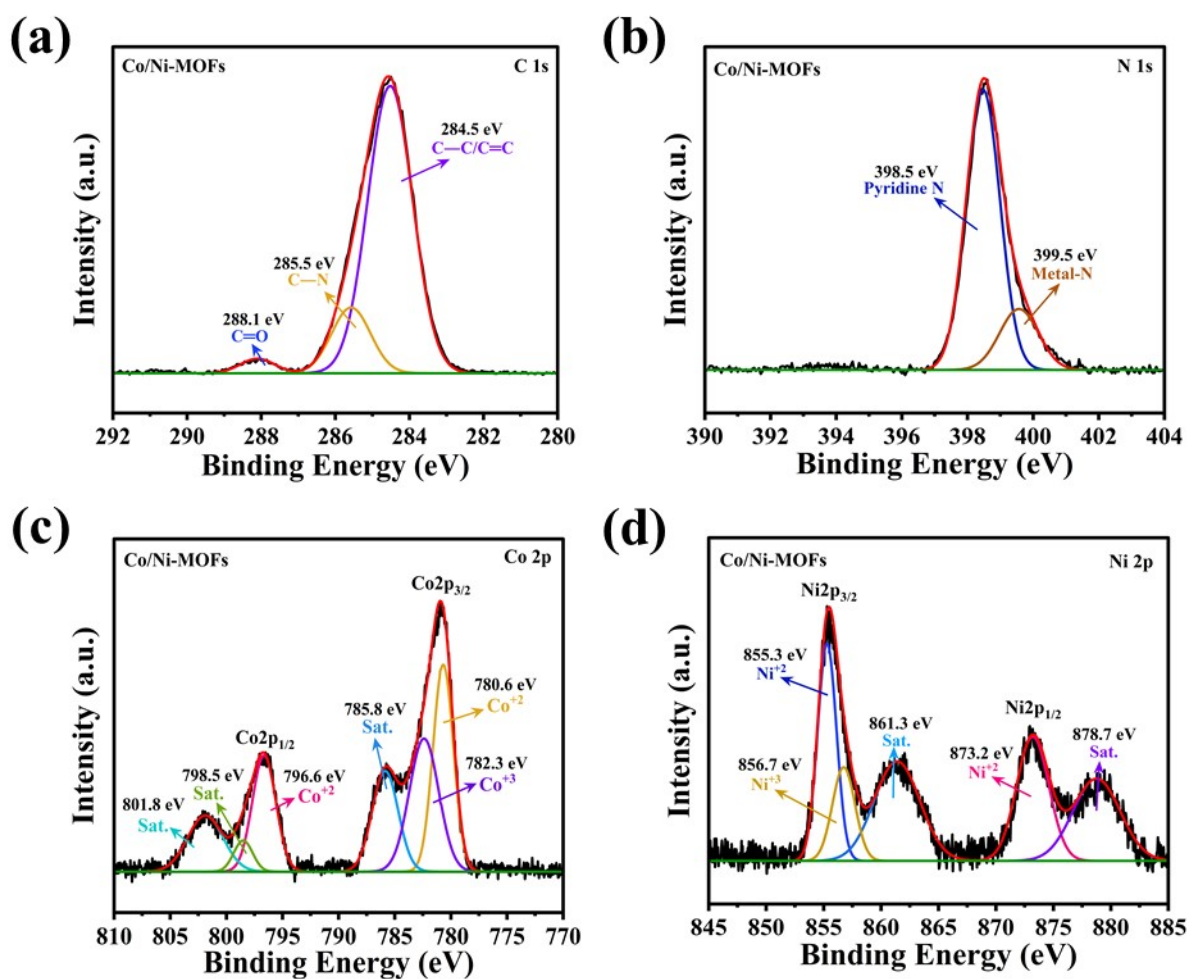 (a)
Co/Ni-MOFs
C 1s
284.5 eV
C—C/C=C
285.5 eV
C—N
288.1 eV
C=O
Intensity (a.u.)
292 290 288 286 284 282 280
Binding Energy (eV)
(b)
Co/Ni-MOFs
N 1s
398.5 eV
Pyridine N
399.5 eV
Metal-N
Intensity (a.u.)
390 392 394 396 398 400 402 404
Binding Energy (eV)
(c)
Co/Ni-MOFs
Co 2p
Co2p3/2
780.6 eV
Co+2
785.8 eV
Sat.
782.3 eV
Co+3
Co2p1/2
798.5 eV
Sat.
796.6 eV
Co+2
801.8 eV
Sat.
Intensity (a.u.)
810 805 800 795 790 785 780 775 770
Binding Energy (eV)
(d)
Co/Ni-MOFs
Ni 2p
Ni2p3/2
855.3 eV
Ni+2
856.7 eV
Ni+3
861.3 eV
Sat.
Ni2p1/2
873.2 eV
Ni+2
878.7 eV
Sat.
Intensity (a.u.)
845 850 855 860 865 870 875 880 885
Binding Energy (eV)